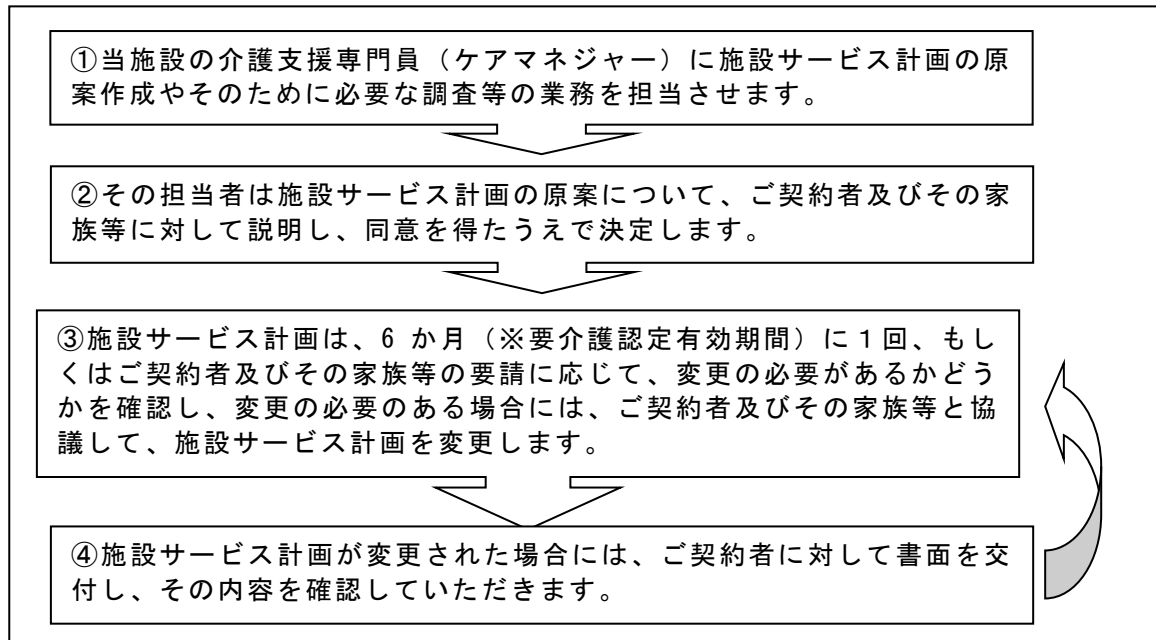 ①当施設の介護支援専門員（ケアマネジャー）に施設サービス計画の原
案作成やそのために必要な調査等の業務を担当させます。
②その担当者は施設サービス計画の原案について、ご契約者及びその家
族等に対して説明し、同意を得たうえで決定します。
③施設サービス計画は、6 か月（※要介護認定有効期間）に１回、もし
くはご契約者及びその家族等の要請に応じて、変更の必要があるかどう
かを確認し、変更の必要のある場合には、ご契約者及びその家族等と協
議して、施設サービス計画を変更します。
④施設サービス計画が変更された場合には、ご契約者に対して書面を交
付し、その内容を確認していただきます。